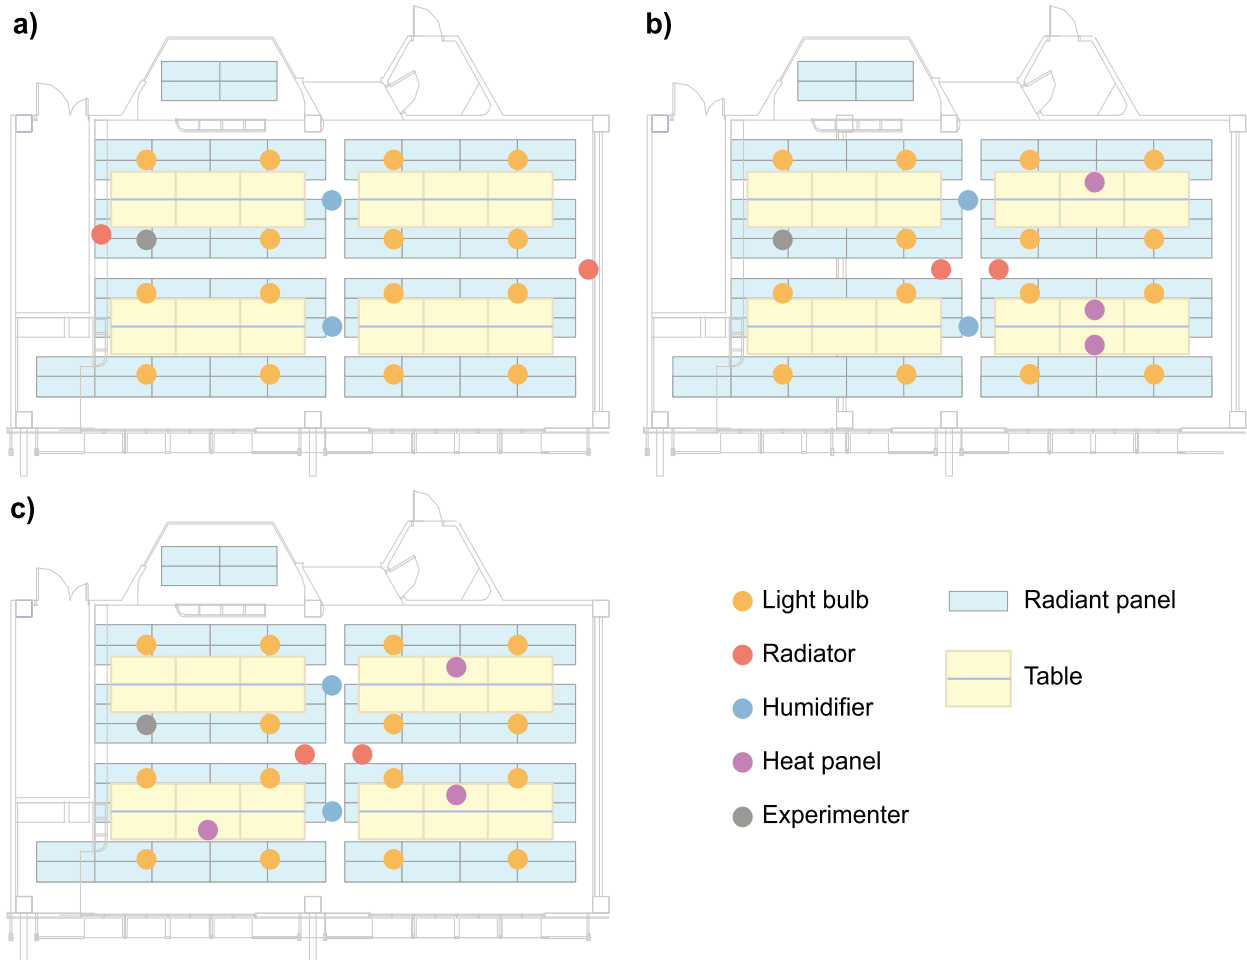 a)
b)
c)
Light bulb
Radiator
Humidifier
Heat panel
Experimenter
Radiant panel
Table